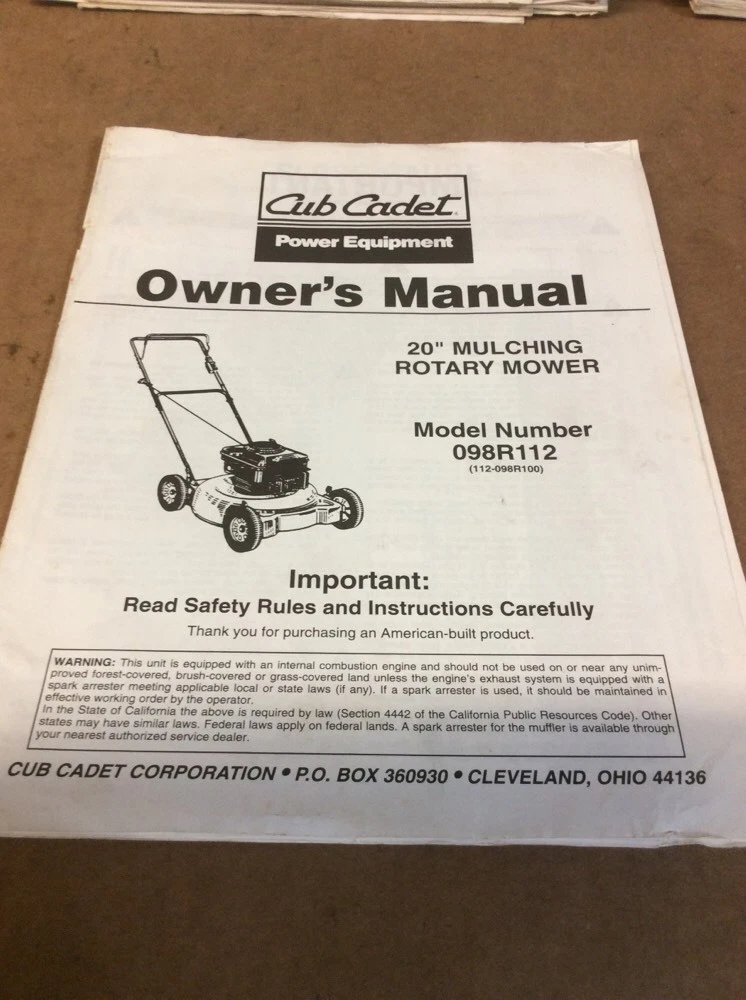 Cub Cadet
Power Equipment
Owner's Manual
20" MULCHING
ROTARY MOWER
Model Number
098R112
(112-098R100)
Important:
Read Safety Rules and Instructions Carefully
Thank you for purchasing an American-built product.
WARNING: This unit is equipped with an internal combustion engine and should not be used on or near any unim-
proved forest-covered, brush-covered or grass-covered land unless the engine's exhaust system is equipped with a
spark arrester meeting applicable local or state laws (if any). If a spark arrester is used, it should be maintained in
effective working order by the operator.
In the State of California the above is required by law (Section 4442 of the California Public Resources Code). Other
states may have similar laws. Federal laws apply on federal lands. A spark arrester for the muffler is available through
your nearest authorized service dealer.
CUB CADET CORPORATION • P.O. BOX 360930 • CLEVELAND, OHIO 44136